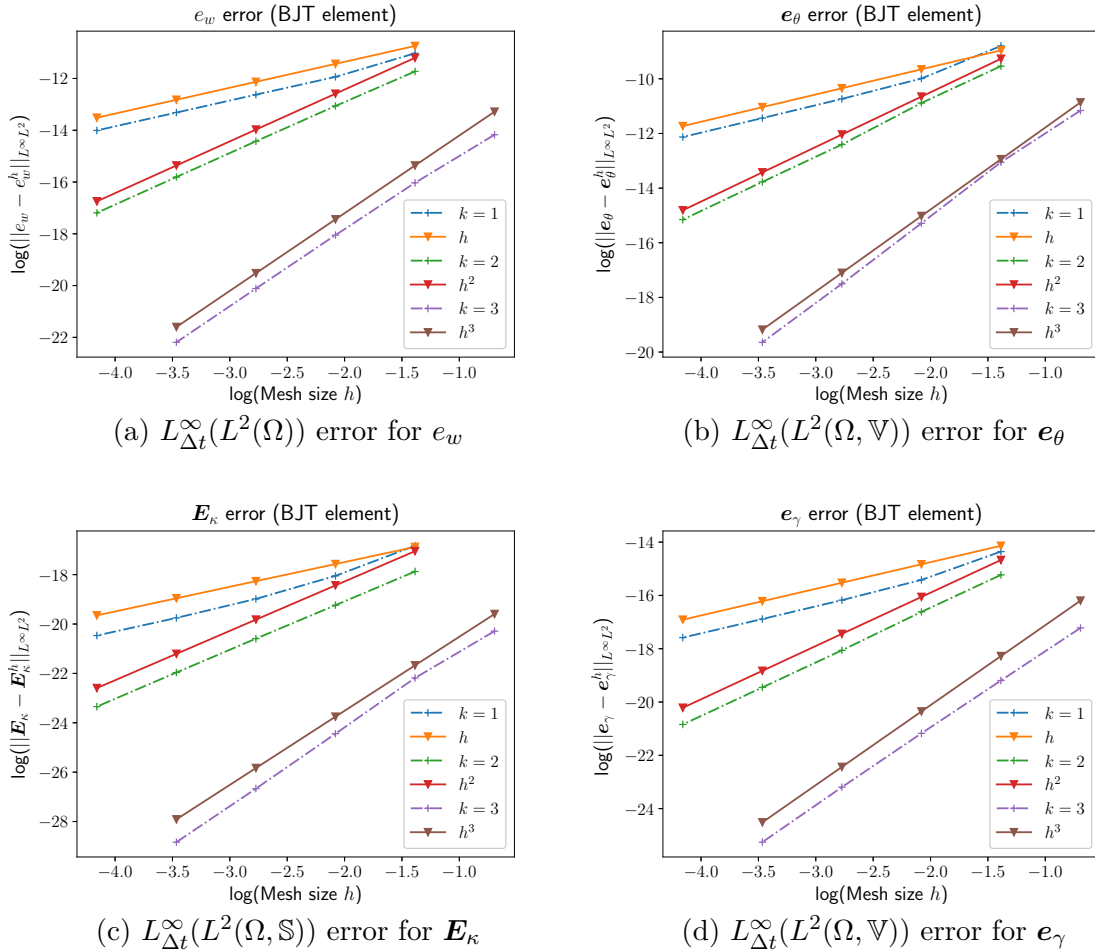 e_w error (BJT element)
log(||e_w − e_w^h||_{L^∞L^2})
−12
−14
−16
−18
−20
−22
k = 1
h
k = 2
h^2
k = 3
h^3
−4.0 −3.5 −3.0 −2.5 −2.0 −1.5 −1.0
log(Mesh size h)
(a) L^∞_{Δt}(L^2(Ω)) error for e_w
e_θ error (BJT element)
log(||e_θ − e_θ^h||_{L^∞L^2})
−10
−12
−14
−16
−18
−20
k = 1
h
k = 2
h^2
k = 3
h^3
−4.0 −3.5 −3.0 −2.5 −2.0 −1.5 −1.0
log(Mesh size h)
(b) L^∞_{Δt}(L^2(Ω, 𝕍)) error for e_θ
E_κ error (BJT element)
log(||E_κ − E_κ^h||_{L^∞L^2})
−18
−20
−22
−24
−26
−28
k = 1
h
k = 2
h^2
k = 3
h^3
−4.0 −3.5 −3.0 −2.5 −2.0 −1.5 −1.0
log(Mesh size h)
(c) L^∞_{Δt}(L^2(Ω, 𝕊)) error for E_κ
e_γ error (BJT element)
log(||e_γ − e_γ^h||_{L^∞L^2})
−14
−16
−18
−20
−22
−24
k = 1
h
k = 2
h^2
k = 3
h^3
−4.0 −3.5 −3.0 −2.5 −2.0 −1.5 −1.0
log(Mesh size h)
(d) L^∞_{Δt}(L^2(Ω, 𝕍)) error for e_γ